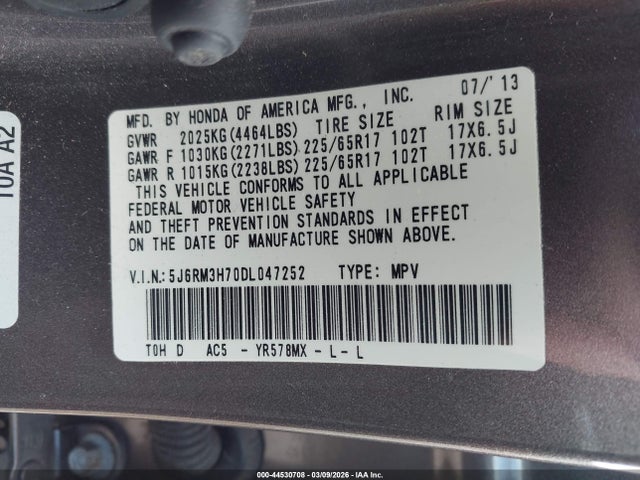 MFD. BY HONDA OF AMERICA MFG., INC. 07/'13
GVWR 2025KG(4464LBS) TIRE SIZE RIM SIZE
GAWR F 1030KG(2271LBS) 225/65R17 102T 17X6.5J
GAWR R 1015KG(2238LBS) 225/65R17 102T 17X6.5J
THIS VEHICLE CONFORMS TO ALL APPLICABLE
FEDERAL MOTOR VEHICLE SAFETY
AND THEFT PREVENTION STANDARDS IN EFFECT
ON THE DATE OF MANUFACTURE SHOWN ABOVE.
V.I.N.: 5J6RM3H70DL047252 TYPE: MPV
T0H D AC5 - YR578MX - L - L
T0A A2
000-44530708 - 03/09/2026 - IAA Inc.